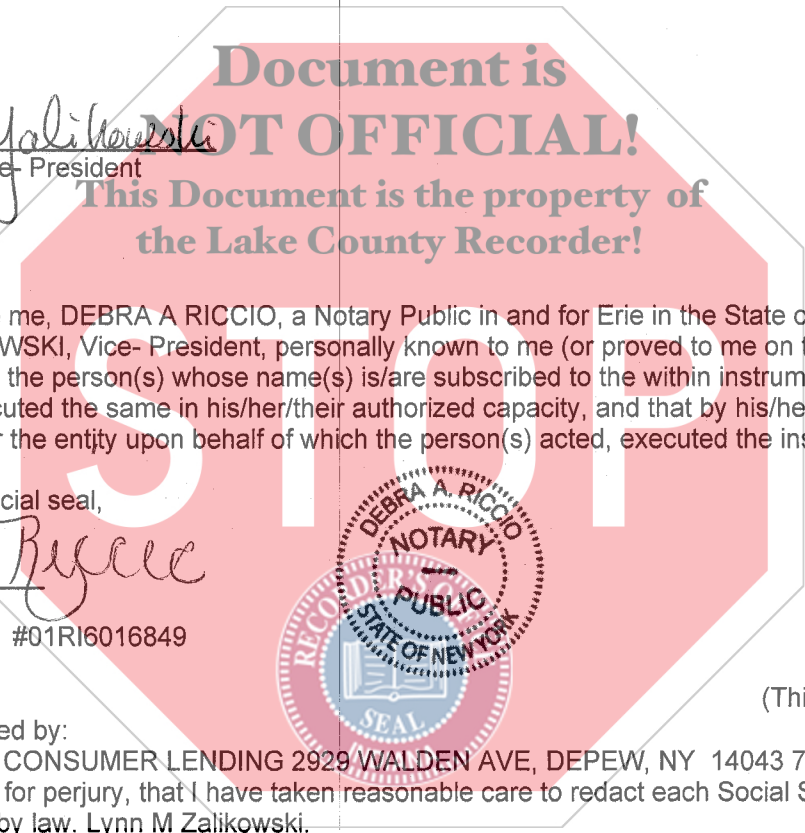 Document is
NOT OFFICIAL!
This Document is the property of
the Lake County Recorder!
Zalikowski
President
me, DEBRA A RICCIO, a Notary Public in and for Erie in the State o
WSKI, Vice- President, personally known to me (or proved to me on
the person(s) whose name(s) is/are subscribed to the within instrum
cuted the same in his/her/their authorized capacity, and that by his/he
the entity upon behalf of which the person(s) acted, executed the ins
STOP
cial seal,
Riccio
DEBRA A. RICCIO
NOTARY
PUBLIC
STATE OF NEW YORK
#01RI6016849
RECORDER'S
SEAL
INDIANA
(Thi
ed by:
CONSUMER LENDING 2929 WALDEN AVE, DEPEW, NY 14043 7
for perjury, that I have taken reasonable care to redact each Social S
by law. Lynn M Zalikowski.